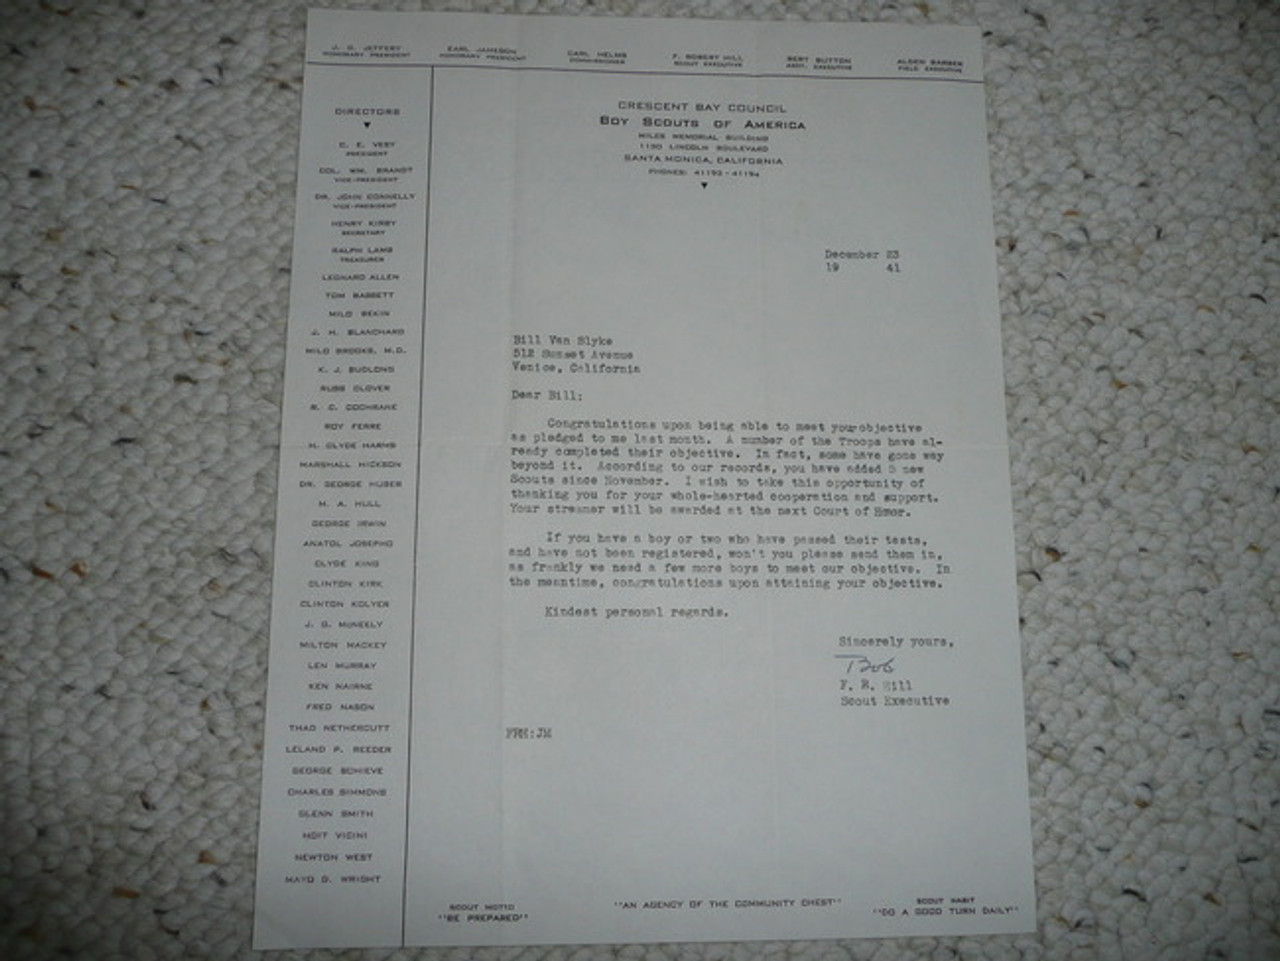 J. D. JEFFERY
HONORARY PRESIDENT
EARL JAMESON
HONORARY PRESIDENT
CARL HELMS
COMMISSIONER
F. ROBERT HILL
SCOUT EXECUTIVE
BERT SUTTON
ASST. EXECUTIVE
ALDEN BARBER
FIELD EXECUTIVE
CRESCENT BAY COUNCIL
BOY SCOUTS OF AMERICA
MILES MEMORIAL BUILDING
1130 LINCOLN BOULEVARD
SANTA MONICA, CALIFORNIA
PHONES: 41193 - 41194
DIRECTORS
C. E. VERY
PRESIDENT
COL. WM. BRANDT
VICE-PRESIDENT
DR. JOHN CONNELLY
VICE-PRESIDENT
HENRY KIRBY
SECRETARY
RALPH LAMB
TREASURER
LEONARD ALLEN
TOM BASSETT
MILO BEKIN
J. H. BLANCHARD
MILO BROOKS, M.D.
K. J. BUDLONG
RUSS CLOVER
R. C. COCHRANE
ROY FERRE
H. CLYDE HARMS
MARSHALL HICKSON
DR. GEORGE HUBER
H. A. HULL
GEORGE IRWIN
ANATOL JOSEPHO
CLYDE KING
CLINTON KIRK
CLINTON KOLYER
J. G. McNEELY
MILTON MACKEY
LEN MURRAY
KEN NAIRNE
FRED NASON
THAD NETHERCUTT
LELAND P. REEDER
GEORGE SCHIEVE
CHARLES SIMMONS
GLENN SMITH
HOIT VICINI
NEWTON WEST
MAYO D. WRIGHT
December 23
19 41
Bill Van Slyke
512 Sunset Avenue
Venice, California
Dear Bill:
Congratulations upon being able to meet your objective
as pledged to me last month. A number of the Troops have al-
ready completed their objective. In fact, some have gone way
beyond it. According to our records, you have added 5 new
Scouts since November. I wish to take this opportunity of
thanking you for your whole-hearted cooperation and support.
Your streamer will be awarded at the next Court of Honor.
If you have a boy or two who have passed their tests,
and have not been registered, won't you please send them in,
as frankly we need a few more boys to meet our objective. In
the meantime, congratulations upon attaining your objective.
Kindest personal regards.
Sincerely yours,
Bob
F. R. Hill
Scout Executive
FRH:JM
SCOUT MOTTO
"BE PREPARED"
"AN AGENCY OF THE COMMUNITY CHEST"
SCOUT HABIT
"DO A GOOD TURN DAILY"